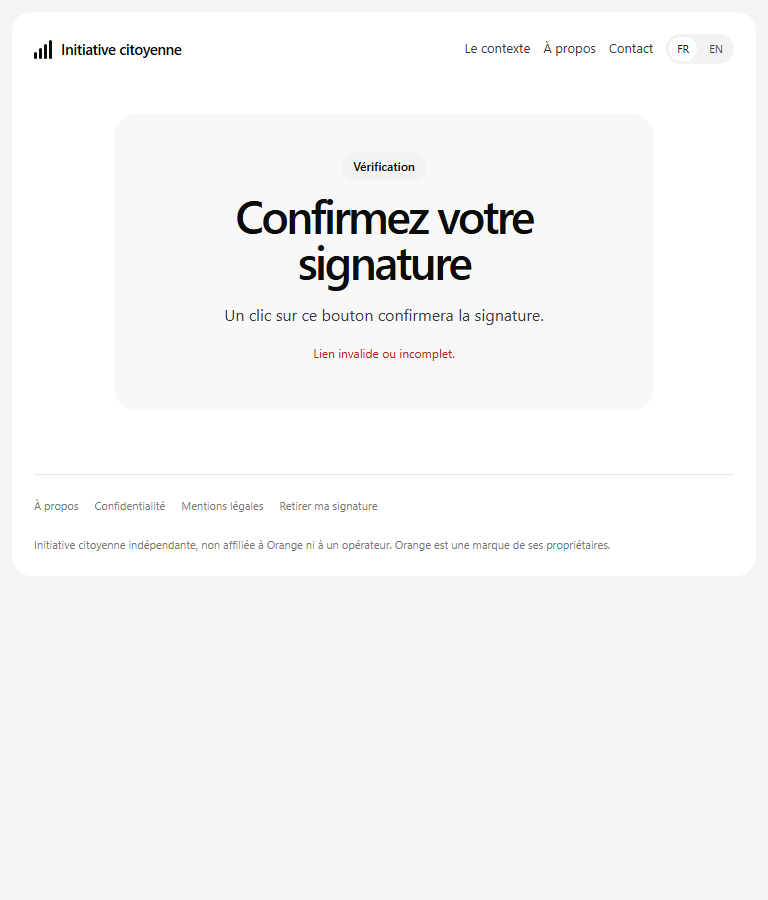 Initiative citoyenne
Le contexte À propos Contact FR EN
Vérification
Confirmez votre
signature
Un clic sur ce bouton confirmera la signature.
Lien invalide ou incomplet.
À propos Confidentialité Mentions légales Retirer ma signature
Initiative citoyenne indépendante, non affiliée à Orange ni à un opérateur. Orange est une marque de ses propriétaires.